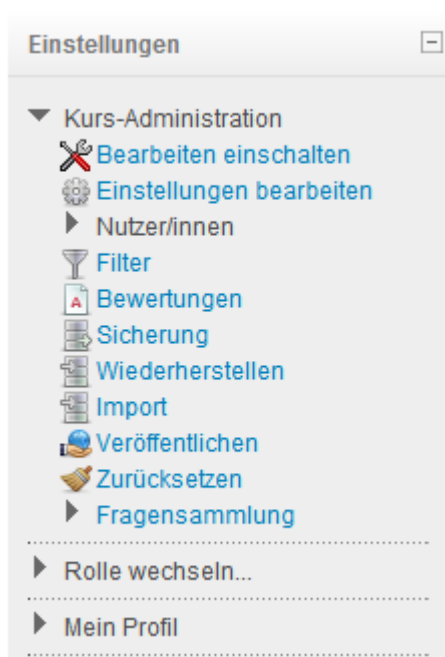 Einstellungen
Kurs-Administration
Bearbeiten einschalten
Einstellungen bearbeiten
Nutzer/innen
Filter
A Bewertungen
Sicherung
Wiederherstellen
Import
Veröffentlichen
Zurücksetzen
Fragensammlung
Rolle wechseln...
Mein Profil